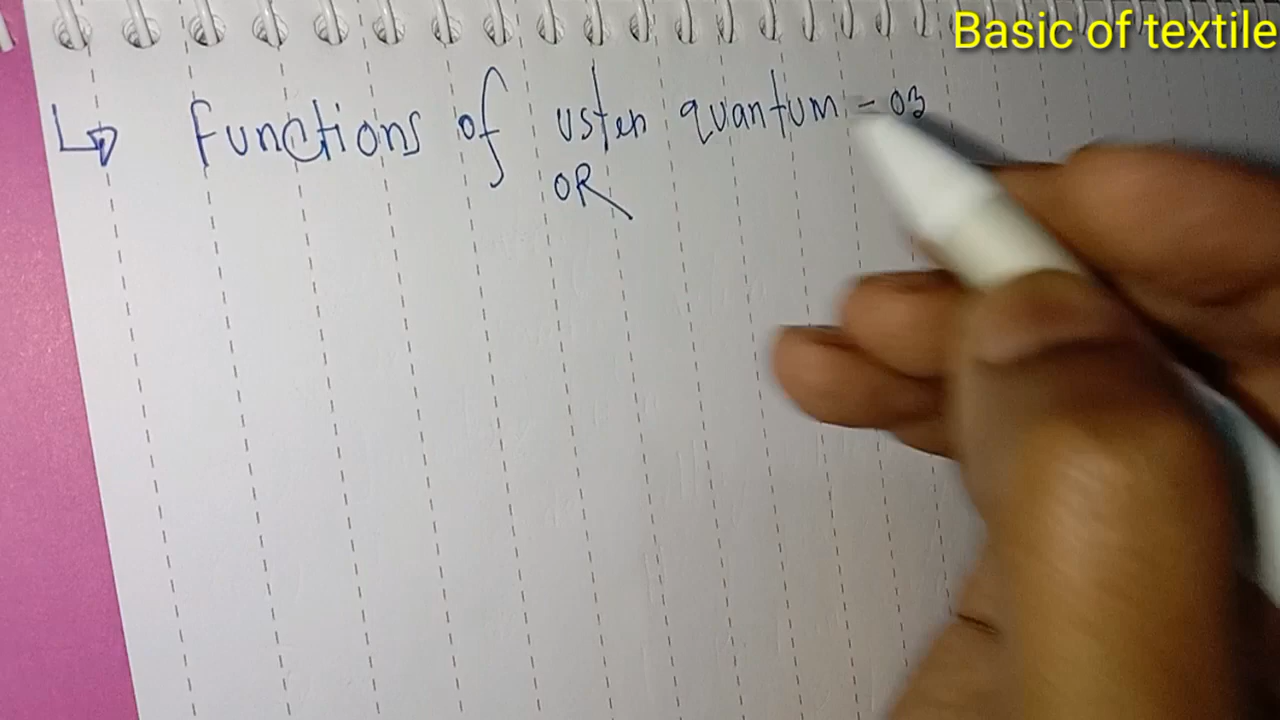 Basic of textile
Functions of uster quantum - 03
OR